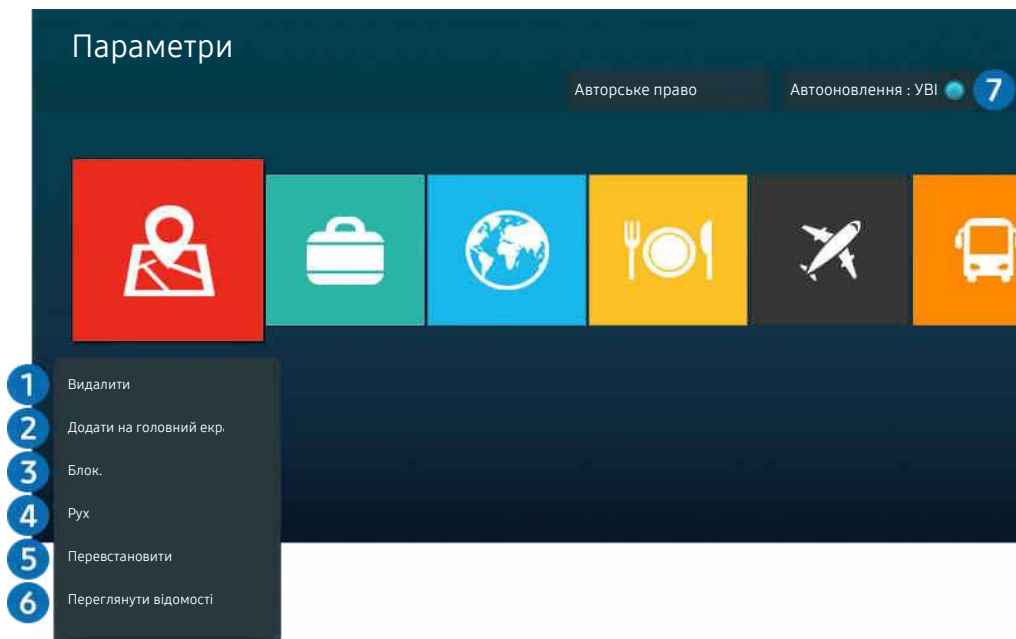 Параметри
Авторське право
Автооновлення : УВІ
7
1 Видалити
2 Додати на головний екр
3 Блок.
4 Рух
5 Перевстановити
6 Переглянути відомості